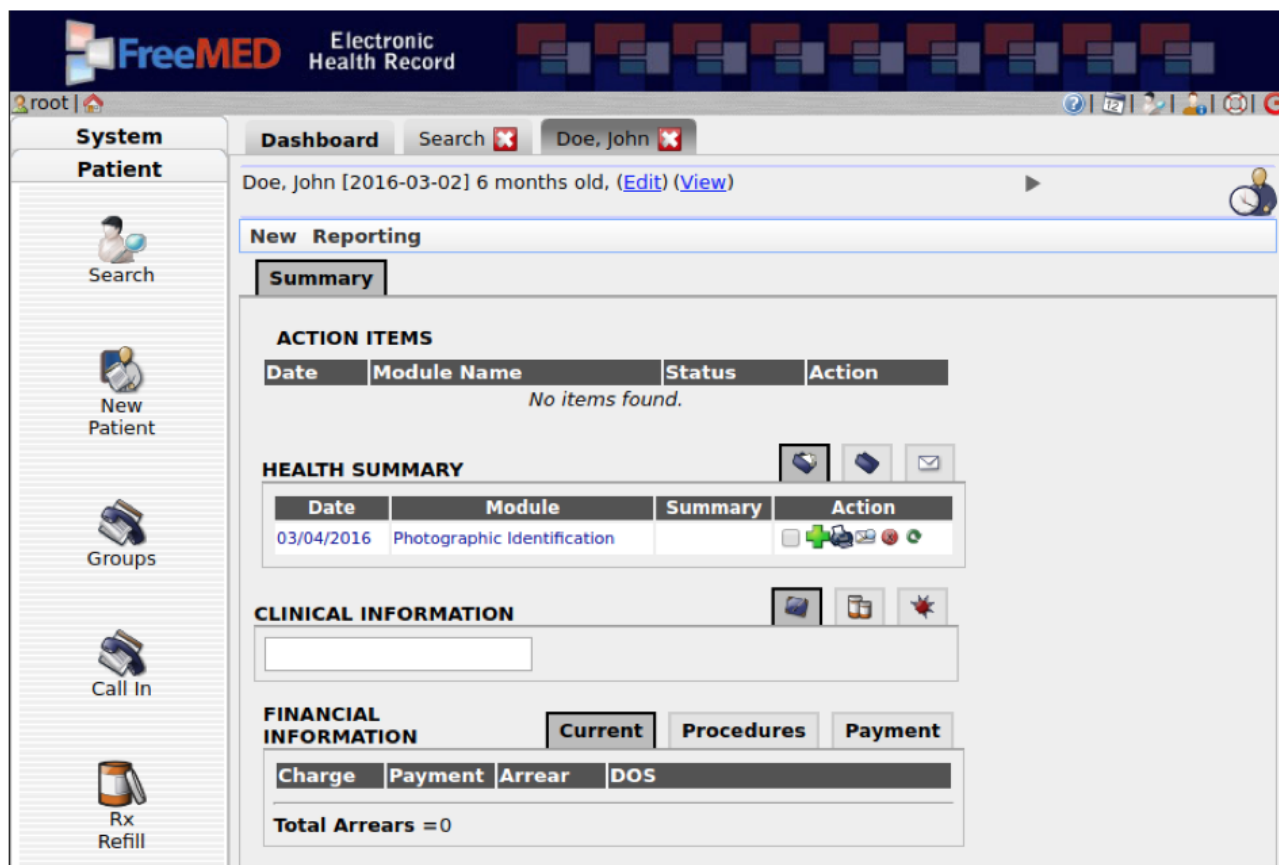 FreeMED Electronic
Health Record
root |
System
Patient
Search
New
Patient
Groups
Call In
Rx
Refill
Dashboard Search Doe, John
Doe, John [2016-03-02] 6 months old, (Edit) (View)
New Reporting
Summary
ACTION ITEMS
Date Module Name Status Action
No items found.
HEALTH SUMMARY
Date Module Summary Action
03/04/2016 Photographic Identification
CLINICAL INFORMATION
FINANCIAL
INFORMATION
Current Procedures Payment
Charge Payment Arrear DOS
Total Arrears =0